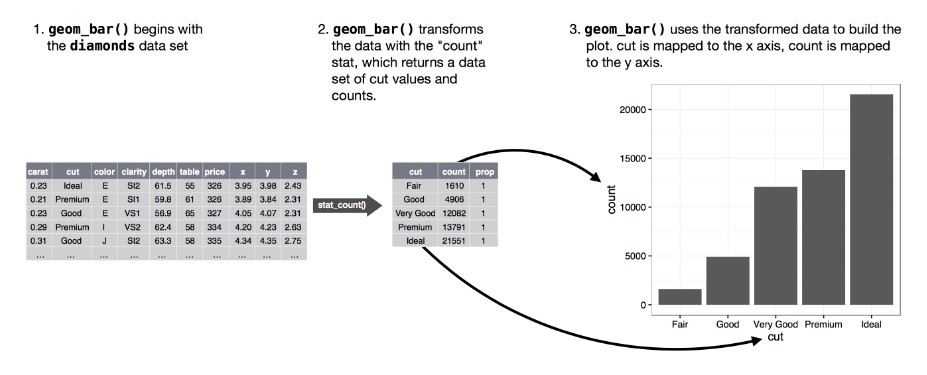 1. geom_bar() begins with
the diamonds data set
2. geom_bar() transforms
the data with the "count"
stat, which returns a data
set of cut values and
counts.
3. geom_bar() uses the transformed data to build the
plot. cut is mapped to the x axis, count is mapped
to the y axis.
carat cut color clarity depth table price x y z
0.23 Ideal E SI2 61.5 55 326 3.95 3.98 2.43
0.21 Premium E SI1 59.8 61 326 3.89 3.84 2.31
0.23 Good E VS1 56.9 65 327 4.05 4.07 2.31
0.29 Premium I VS2 62.4 58 334 4.20 4.23 2.63
0.31 Good J SI2 63.3 58 335 4.34 4.35 2.75
... ... ... ... ... ... ... ... ... ...
stat_count()
cut count prop
Fair 1610 1
Good 4906 1
Very Good 12082 1
Premium 13791 1
Ideal 21551 1
count
20000
15000
10000
5000
0
Fair Good Very Good Premium Ideal
cut